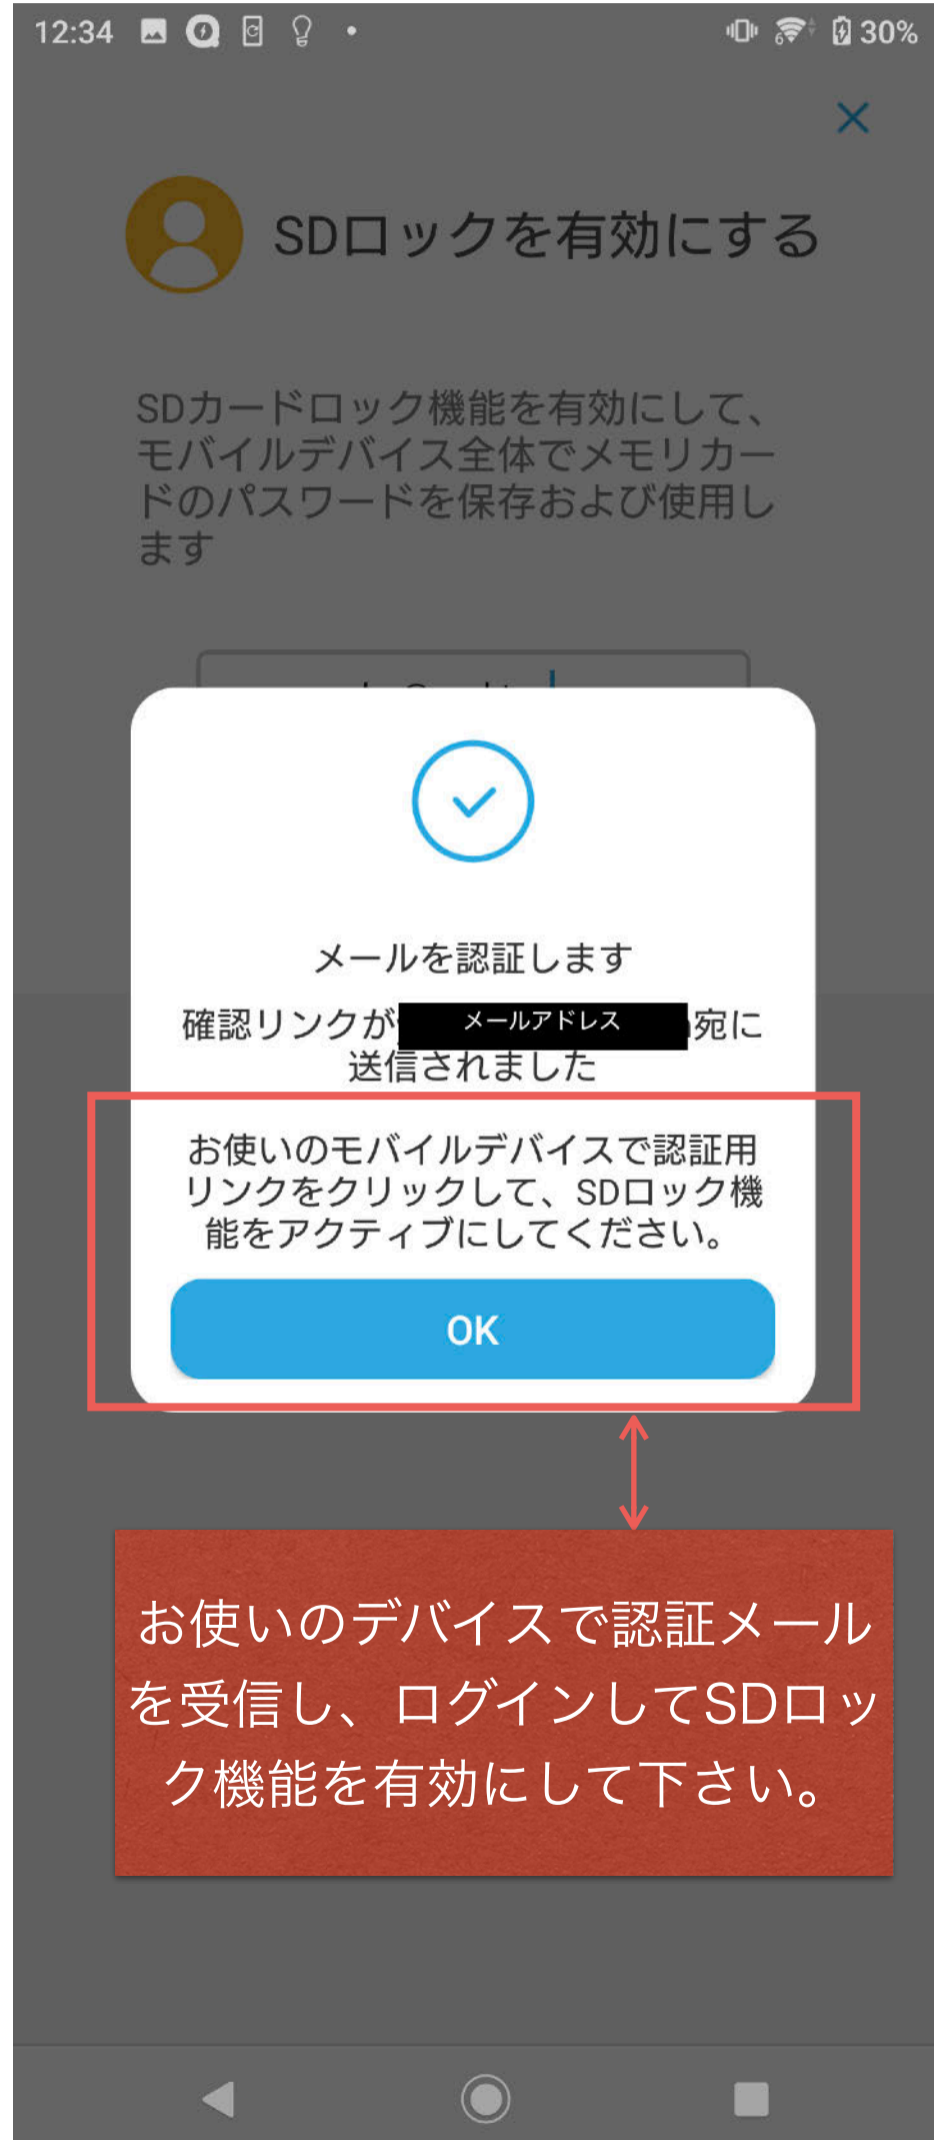 12:34
30%
SDロックを有効にする
SDカードロック機能を有効にして、
モバイルデバイス全体でメモリカー
ドのパスワードを保存および使用し
ます
メールを認証します
確認リンクが メールアドレス 宛に
送信されました
お使いのモバイルデバイスで認証用
リンクをクリックして、SDロック機
能をアクティブにしてください。
OK
お使いのデバイスで認証メール
を受信し、ログインしてSDロッ
ク機能を有効にして下さい。